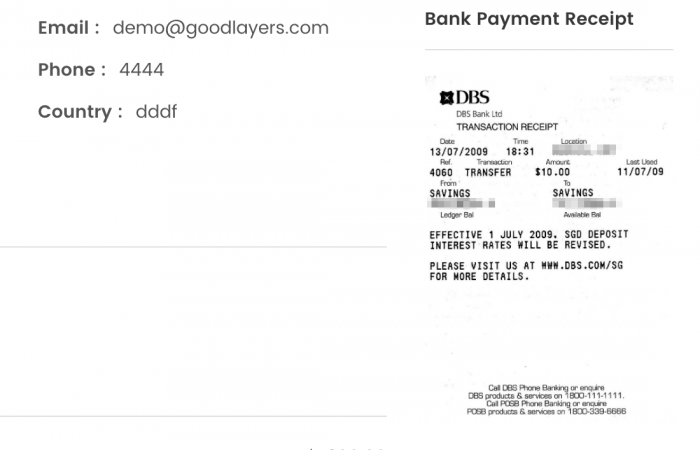 Email : demo@goodlayers.com
Phone : 4444
Country : dddf
Bank Payment Receipt
DBS
DBS Bank Ltd
TRANSACTION RECEIPT
Date Time Location
13/07/2009 18:31
Ref. Transaction Amount Last Used
4060 TRANSFER $10.00 11/07/09
From To
SAVINGS SAVINGS
Ledger Bal Available Bal
EFFECTIVE 1 JULY 2009. SGD DEPOSIT
INTEREST RATES WILL BE REVISED.
PLEASE VISIT US AT WWW.DBS.COM/SG
FOR MORE DETAILS.
Call DBS Phone Banking or enquire
DBS products & services on 1800-111-1111.
Call POSB Phone Banking or enquire
POSB products & services on 1800-339-6666